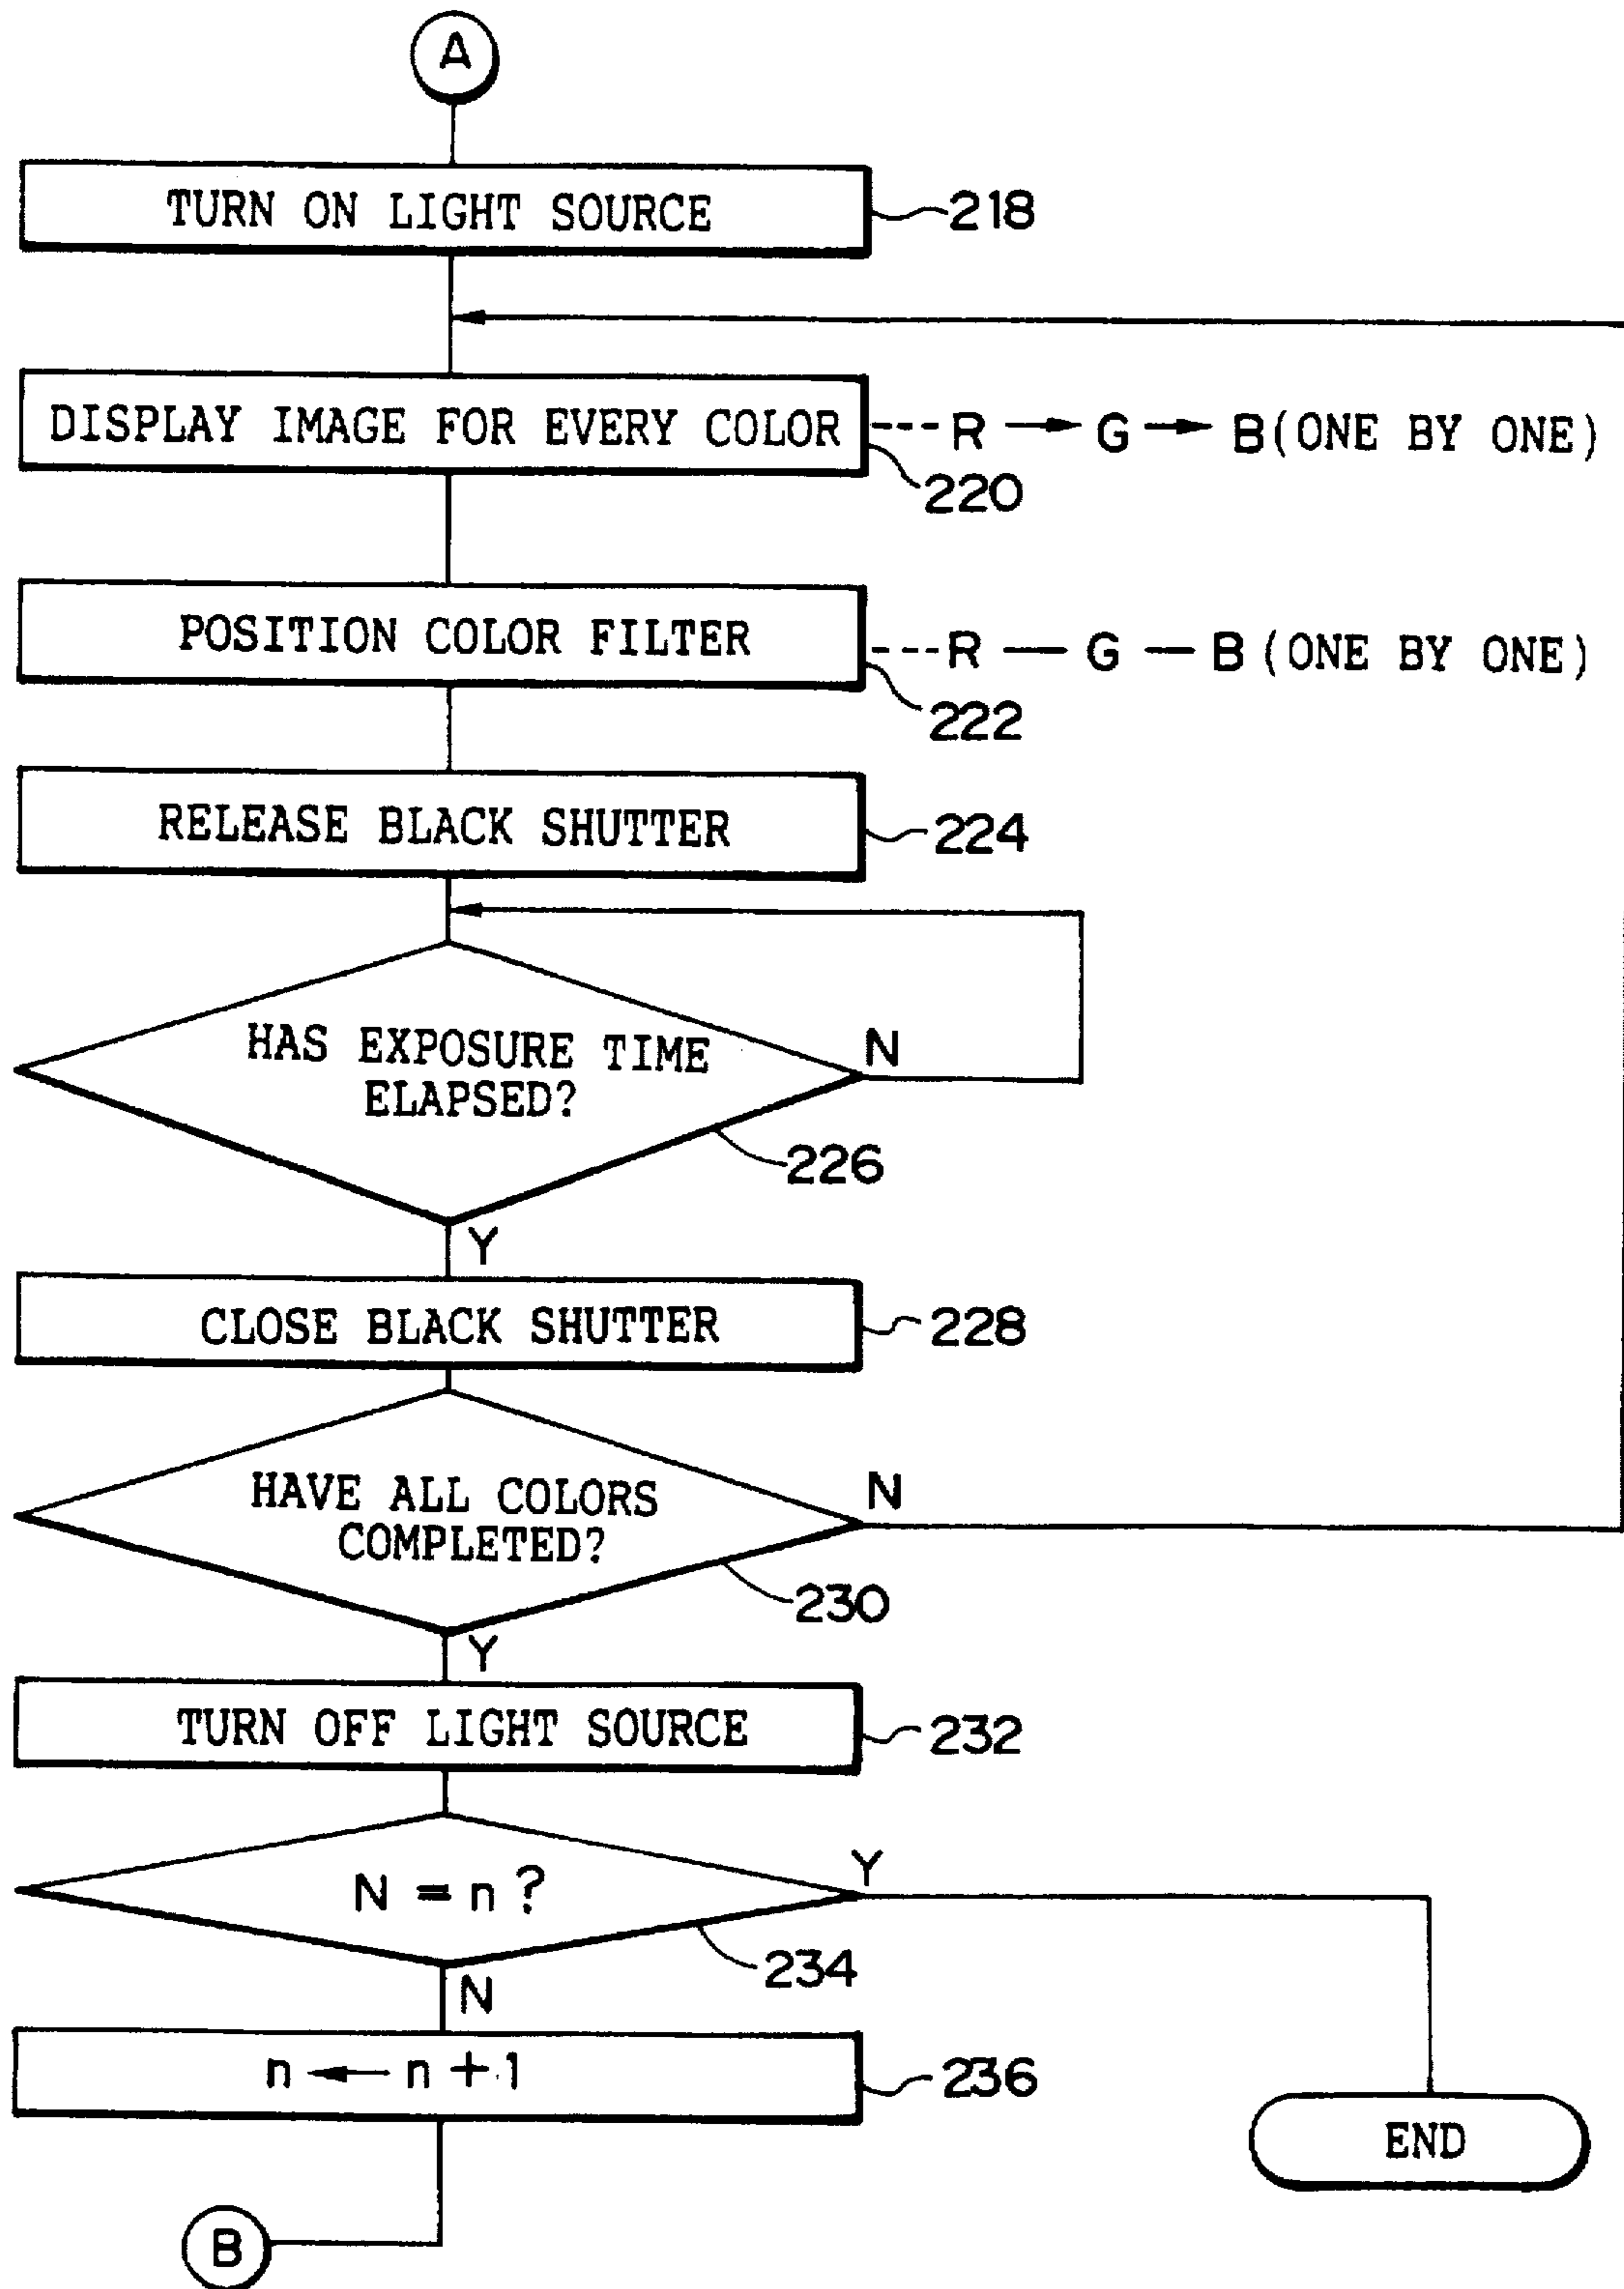 A
TURN ON LIGHT SOURCE
218
DISPLAY IMAGE FOR EVERY COLOR
--- R → G → B (ONE BY ONE)
220
POSITION COLOR FILTER
--- R — G — B (ONE BY ONE)
222
RELEASE BLACK SHUTTER
224
HAS EXPOSURE TIME
ELAPSED?
N
226
Y
CLOSE BLACK SHUTTER
228
HAVE ALL COLORS
COMPLETED?
N
230
Y
TURN OFF LIGHT SOURCE
232
N = n ?
Y
234
N
n ← n + 1
236
END
B